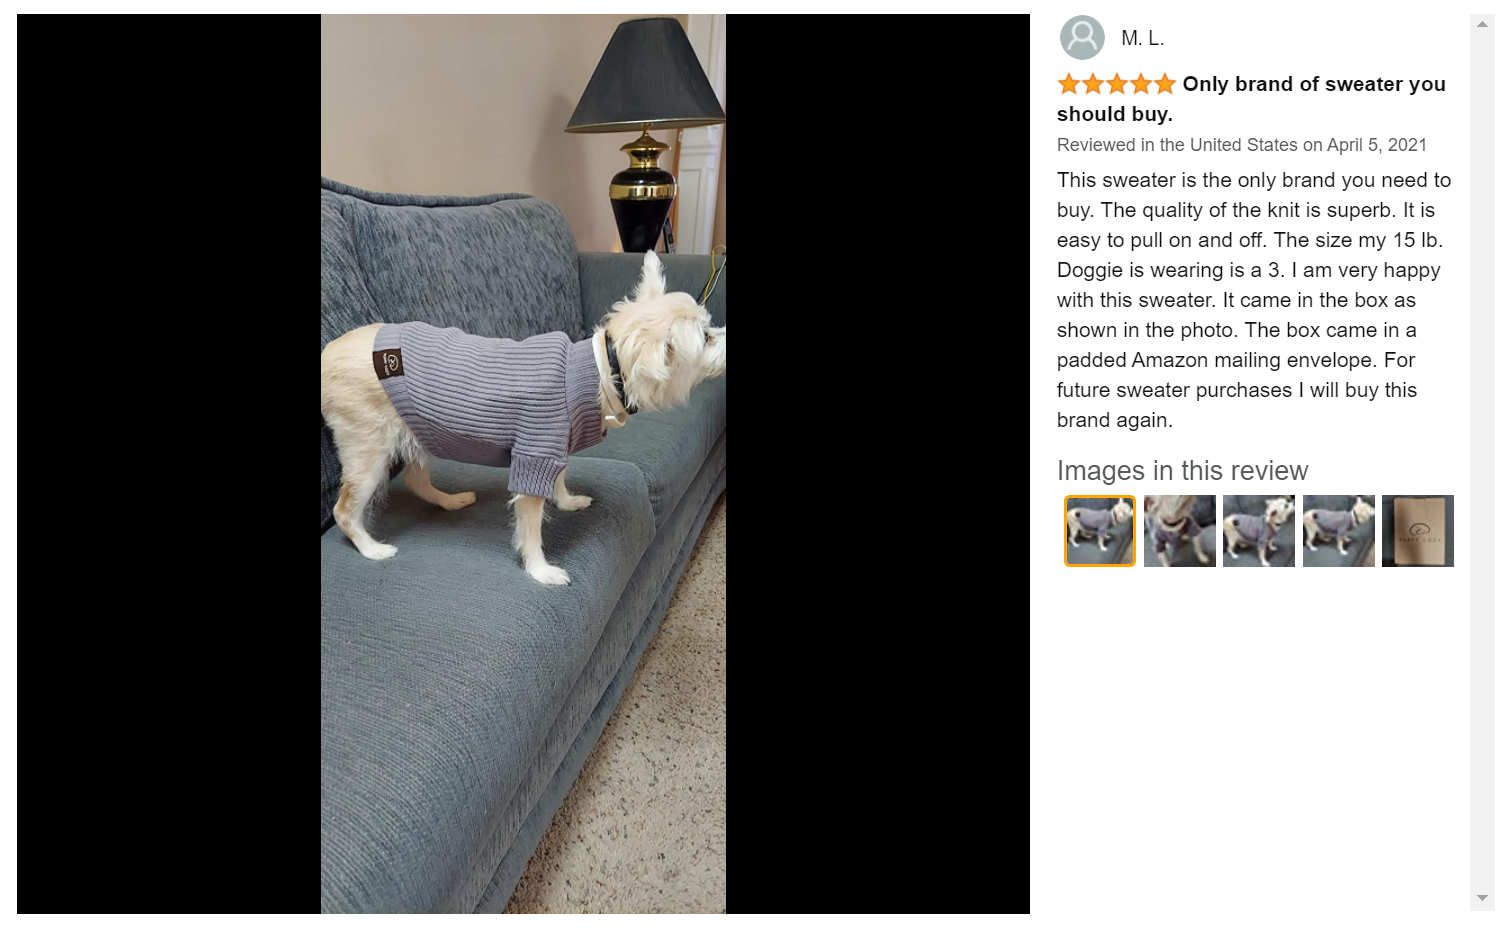 M. L.
Only brand of sweater you
should buy.
Reviewed in the United States on April 5, 2021
This sweater is the only brand you need to
buy. The quality of the knit is superb. It is
easy to pull on and off. The size my 15 lb.
Doggie is wearing is a 3. I am very happy
with this sweater. It came in the box as
shown in the photo. The box came in a
padded Amazon mailing envelope. For
future sweater purchases I will buy this
brand again.
Images in this review